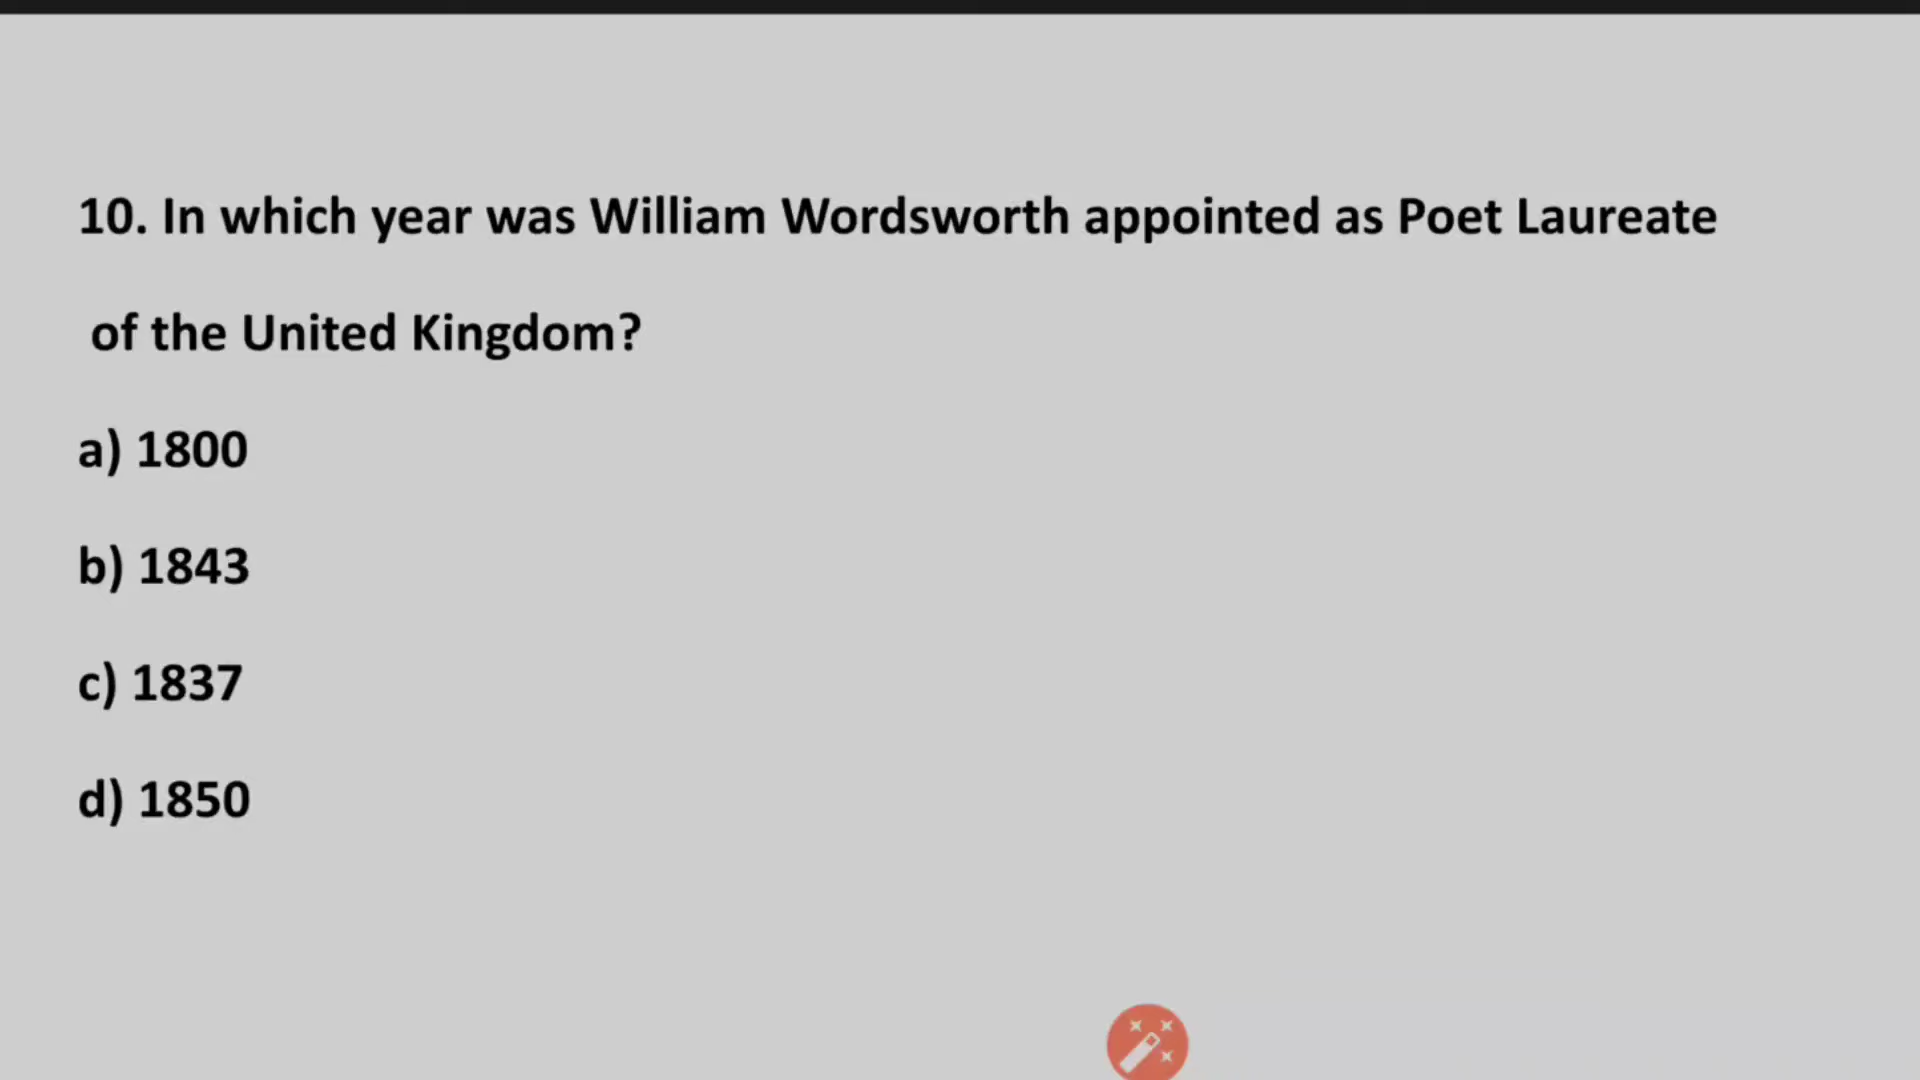 10. In which year was William Wordsworth appointed as Poet Laureate
of the United Kingdom?
a) 1800
b) 1843
c) 1837
d) 1850